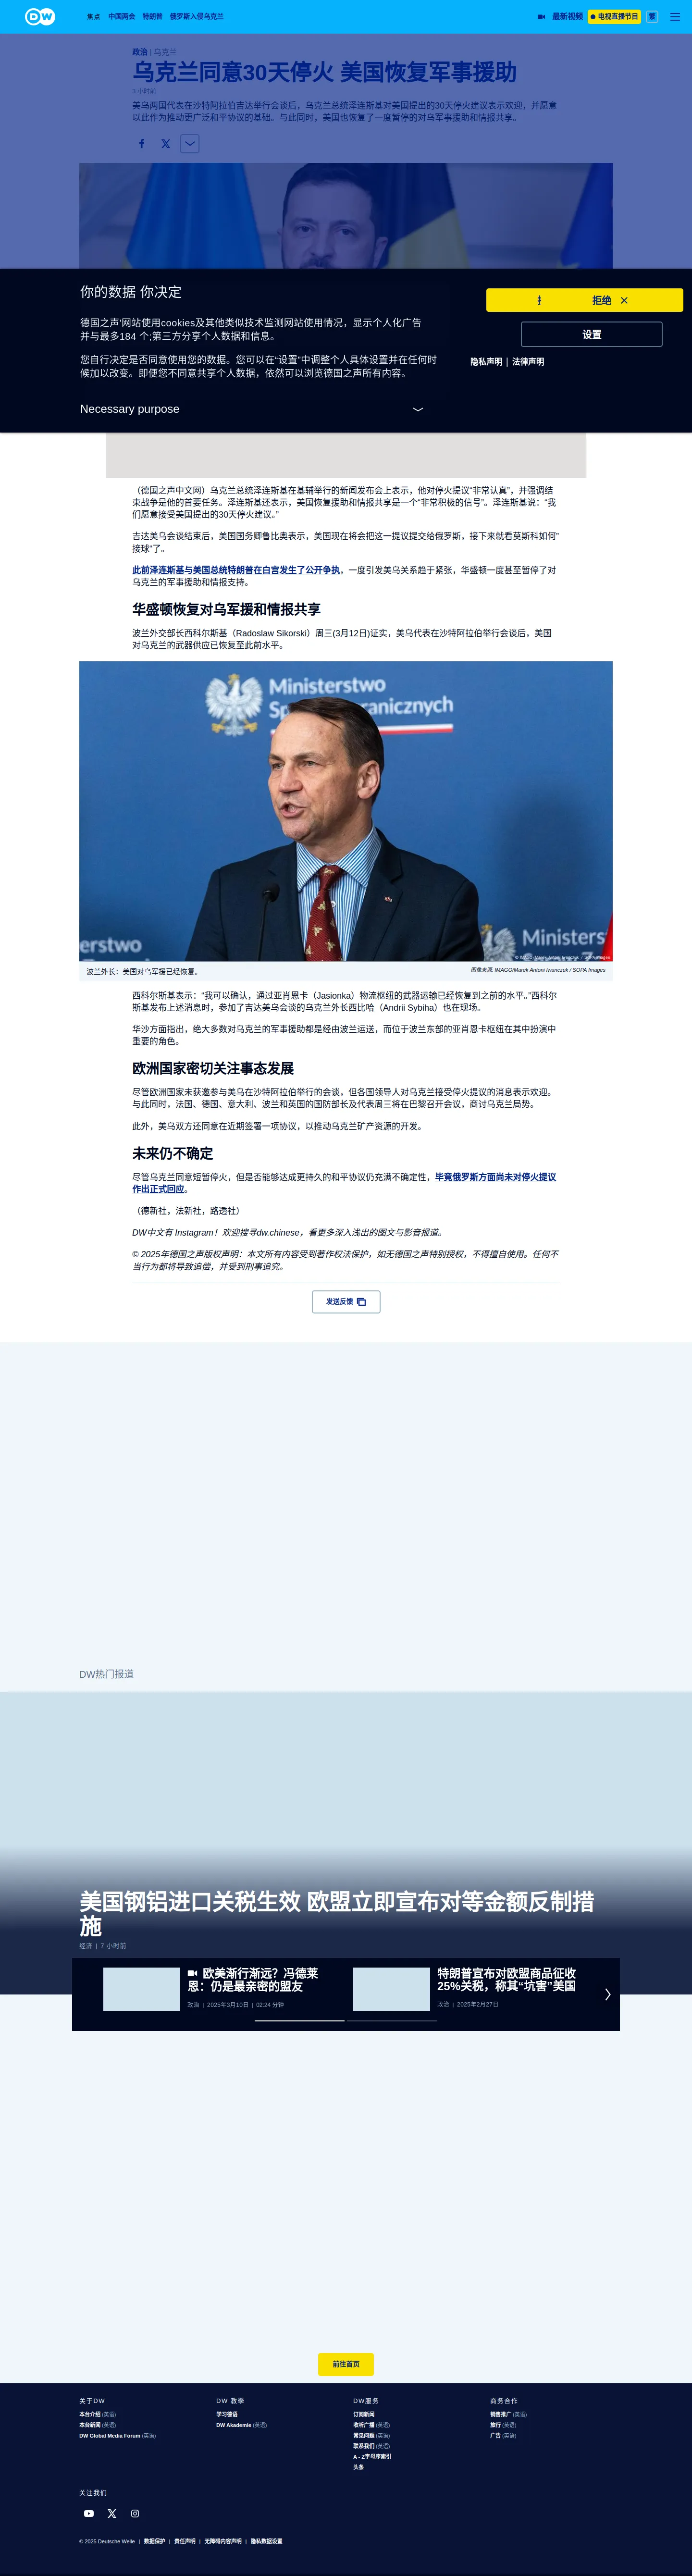 DW
焦点 中国两会 特朗普 俄罗斯入侵乌克兰
最新视频 电视直播节目 繁
政治 | 乌克兰
乌克兰同意30天停火 美国恢复军事援助
美乌两国代表在沙特阿拉伯吉达举行会谈后，乌克兰总统泽连斯基对美国提出的30天停火建议表示欢迎，并愿意
以此作为推动更广泛和平协议的基础。与此同时，美国也恢复了一度暂停的对乌军事援助和情报共享。
你的数据 你决定
德国之声'网站使用cookies及其他类似技术监测网站使用情况，显示个人化广告
并与最多184 个;第三方分享个人数据和信息。
您自行决定是否同意使用您的数据。您可以在"设置"中调整个人具体设置并在任何时
候加以改变。即便您不同意共享个人数据，依然可以浏览德国之声所有内容。
Necessary purpose
拒绝
设置
隐私声明 | 法律声明
（德国之声中文网）乌克兰总统泽连斯基在基辅举行的新闻发布会上表示，他对停火提议“非常认真”，并强调结
束战争是他的首要任务。泽连斯基还表示，美国恢复援助和情报共享是一个“非常积极的信号”。泽连斯基说：“我
们愿意接受美国提出的30天停火建议。”
吉达美乌会谈结束后，美国国务卿鲁比奥表示，美国现在将会把这一提议提交给俄罗斯，接下来就看莫斯科如何“
接球”了。
此前泽连斯基与美国总统特朗普在白宫发生了公开争执，一度引发美乌关系趋于紧张，华盛顿一度甚至暂停了对
乌克兰的军事援助和情报支持。
华盛顿恢复对乌军援和情报共享
波兰外交部长西科尔斯基（Radoslaw Sikorski）周三(3月12日)证实，美乌代表在沙特阿拉伯举行会谈后，美国
对乌克兰的武器供应已恢复至此前水平。
Ministerstwo
Spraw Zagranicznych
Ministerstwo
Ministerstwo
波兰外长：美国对乌军援已经恢复。
图像来源: IMAGO/Marek Antoni Iwanczuk / SOPA Images
西科尔斯基表示：“我可以确认，通过亚肖恩卡（Jasionka）物流枢纽的武器运输已经恢复到之前的水平。”西科尔
斯基发布上述消息时，参加了吉达美乌会谈的乌克兰外长西比哈（Andrii Sybiha）也在现场。
华沙方面指出，绝大多数对乌克兰的军事援助都是经由波兰运送，而位于波兰东部的亚肖恩卡枢纽在其中扮演中
重要的角色。
欧洲国家密切关注事态发展
尽管欧洲国家未获邀参与美乌在沙特阿拉伯举行的会谈，但各国领导人对乌克兰接受停火提议的消息表示欢迎。
与此同时，法国、德国、意大利、波兰和英国的国防部长及代表周三将在巴黎召开会议，商讨乌克兰局势。
此外，美乌双方还同意在近期签署一项协议，以推动乌克兰矿产资源的开发。
未来仍不确定
尽管乌克兰同意短暂停火，但是否能够达成更持久的和平协议仍充满不确定性，毕竟俄罗斯方面尚未对停火提议
作出正式回应。
（德新社，法新社，路透社）
DW中文有 Instagram！欢迎搜寻dw.chinese，看更多深入浅出的图文与影音报道。
© 2025年德国之声版权声明：本文所有内容受到著作权法保护，如无德国之声特别授权，不得擅自使用。任何不
当行为都将导致追偿，并受到刑事追究。
发送反馈
DW热门报道
美国钢铝进口关税生效 欧盟立即宣布对等金额反制措
施
经济 | 7 小时前
欧美渐行渐远？冯德莱
恩：仍是最亲密的盟友
政治 | 2025年3月10日 | 02:24 分钟
特朗普宣布对欧盟商品征收
25%关税，称其“坑害”美国
政治 | 2025年2月27日
前往首页
关于DW
本台介绍 (英语)
本台新闻 (英语)
DW Global Media Forum (英语)
DW 教學
学习德语
DW Akademie (英语)
DW服务
订阅新闻
收听广播 (英语)
常见问题 (英语)
联系我们 (英语)
A - Z字母序索引
头条
商务合作
销售推广 (英语)
旅行 (英语)
广告 (英语)
关注我们
© 2025 Deutsche Welle | 数据保护 | 责任声明 | 无障碍内容声明 | 隐私数据设置